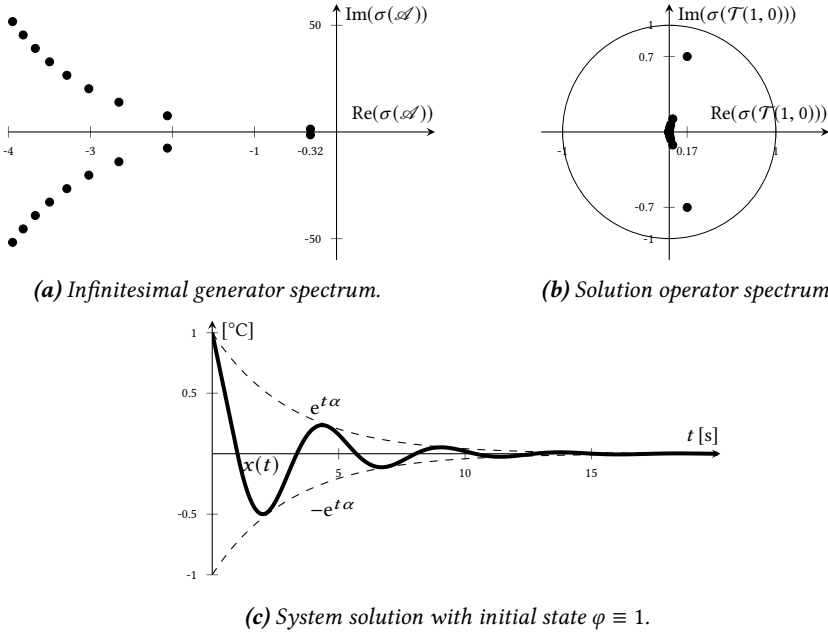 50
Im(σ(𝒜))
Re(σ(𝒜))
-4
-3
-1
-0.32
-50
1
Im(σ(𝒯(1, 0)))
0.7
Re(σ(𝒯(1, 0)))
-1
0.17
1
-0.7
-1
(a) Infinitesimal generator spectrum.
(b) Solution operator spectrum
1
[°C]
0.5
e^{tα}
t [s]
x(t)
5
10
15
−e^{tα}
-0.5
-1
(c) System solution with initial state φ ≡ 1.